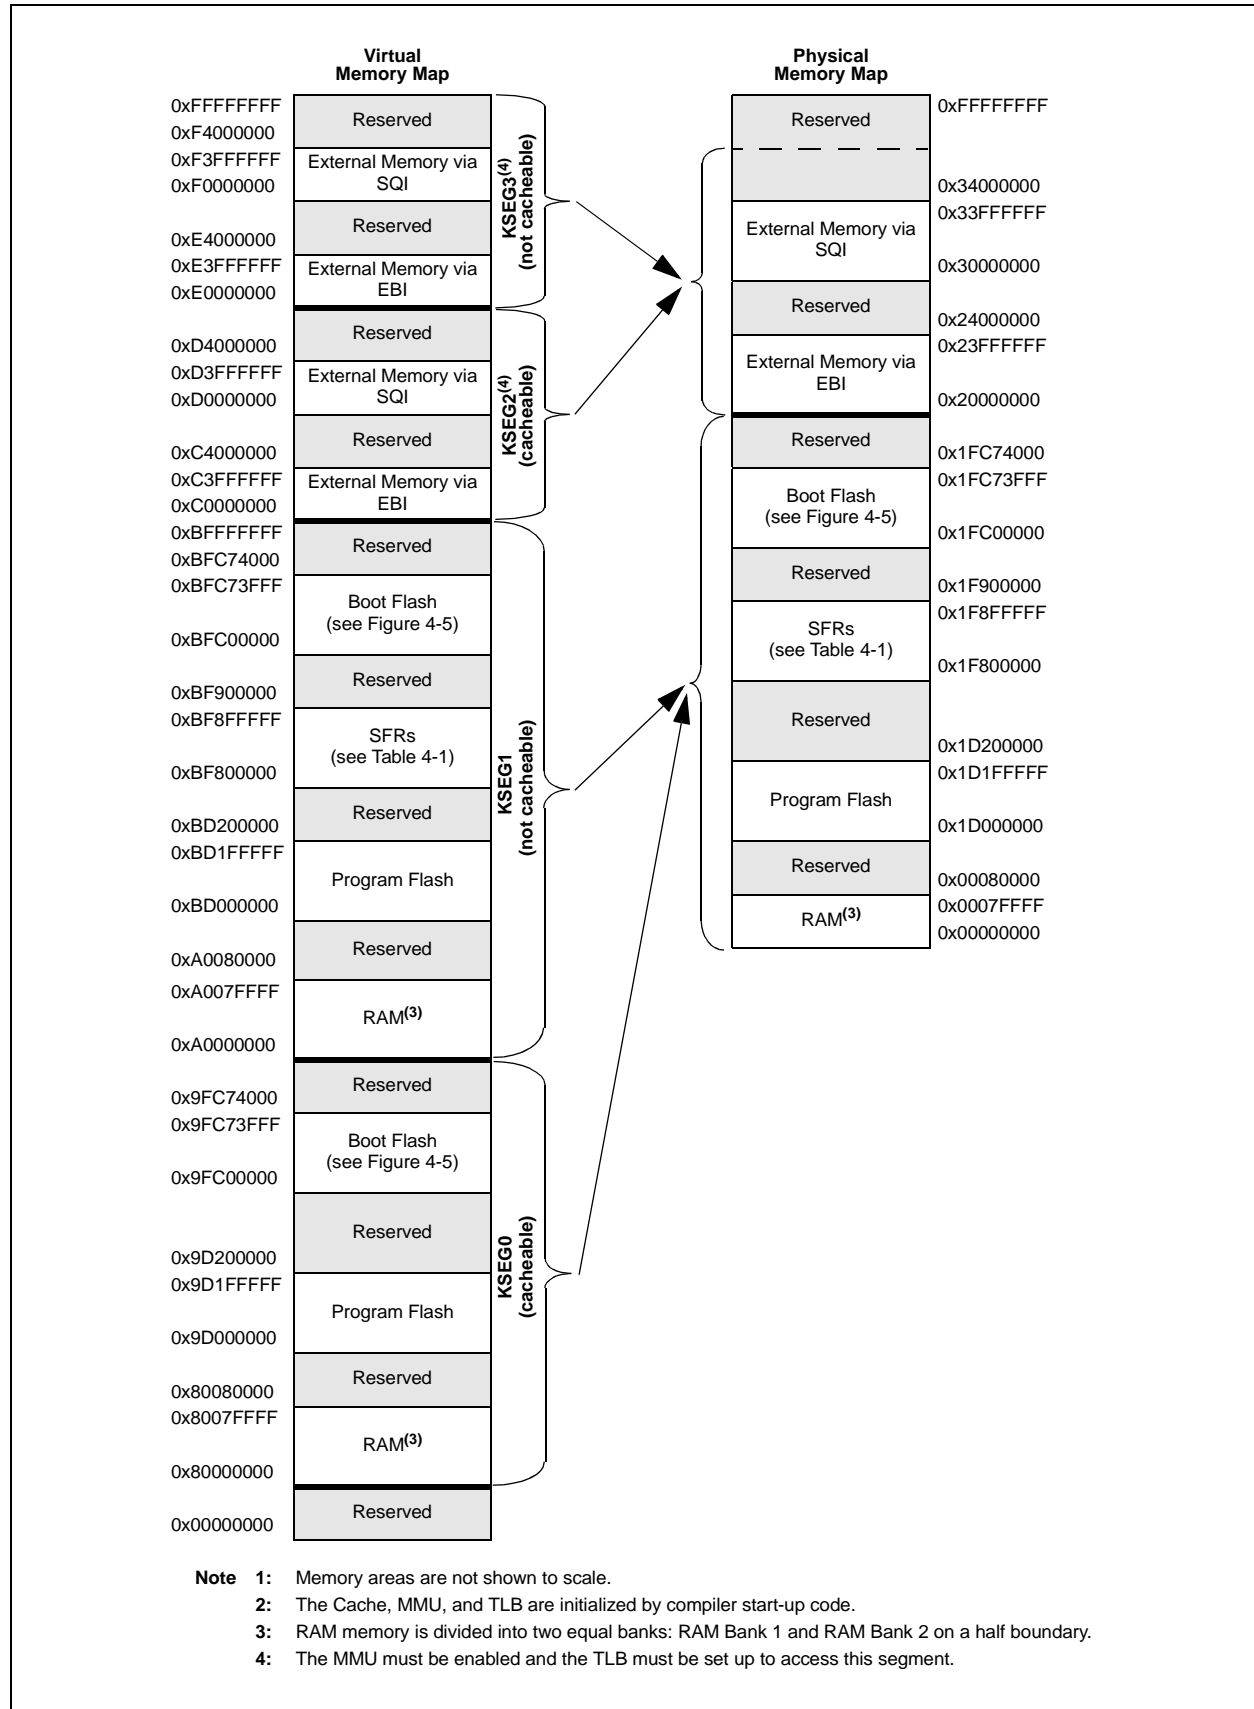 Virtual
Memory Map
0xFFFFFFFF
0xF4000000
Reserved
0xF3FFFFFF
0xF0000000
External Memory via
SQI
Reserved
0xE4000000
0xE3FFFFFF
0xE0000000
External Memory via
EBI
KSEG3(4)
(not cacheable)
Reserved
0xD4000000
0xD3FFFFFF
0xD0000000
External Memory via
SQI
Reserved
0xC4000000
0xC3FFFFFF
0xC0000000
External Memory via
EBI
KSEG2(4)
(cacheable)
0xBFFFFFFF
0xBFC74000
Reserved
0xBFC73FFF
Boot Flash
(see Figure 4-5)
0xBFC00000
Reserved
0xBF900000
0xBF8FFFFF
SFRs
(see Table 4-1)
0xBF800000
Reserved
0xBD200000
0xBD1FFFFF
Program Flash
0xBD000000
Reserved
0xA0080000
0xA007FFFF
RAM(3)
0xA0000000
KSEG1
(not cacheable)
Reserved
0x9FC74000
0x9FC73FFF
Boot Flash
(see Figure 4-5)
0x9FC00000
Reserved
0x9D200000
0x9D1FFFFF
Program Flash
0x9D000000
Reserved
0x80080000
0x8007FFFF
RAM(3)
0x80000000
KSEG0
(cacheable)
Reserved
0x00000000
Physical
Memory Map
0xFFFFFFFF
Reserved
0x34000000
0x33FFFFFF
External Memory via
SQI
0x30000000
Reserved
0x24000000
0x23FFFFFF
External Memory via
EBI
0x20000000
Reserved
0x1FC74000
0x1FC73FFF
Boot Flash
(see Figure 4-5)
0x1FC00000
Reserved
0x1F900000
0x1F8FFFFF
SFRs
(see Table 4-1)
0x1F800000
Reserved
0x1D200000
0x1D1FFFFF
Program Flash
0x1D000000
Reserved
0x00080000
0x0007FFFF
RAM(3)
0x00000000
Note 1: Memory areas are not shown to scale.
2: The Cache, MMU, and TLB are initialized by compiler start-up code.
3: RAM memory is divided into two equal banks: RAM Bank 1 and RAM Bank 2 on a half boundary.
4: The MMU must be enabled and the TLB must be set up to access this segment.